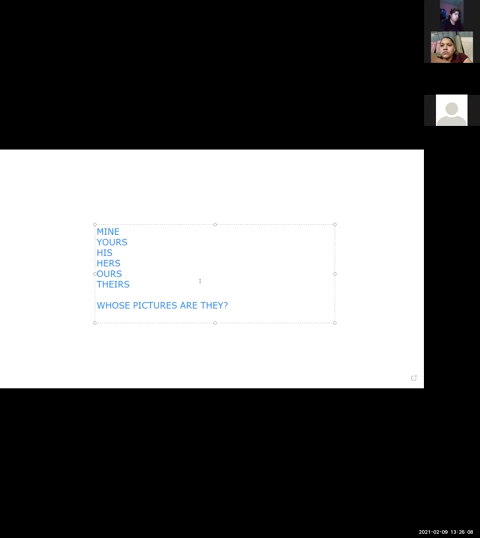 MINE
YOURS
HIS
HERS
OURS
THEIRS
WHOSE PICTURES ARE THEY?
2021-02-09 13:26:08